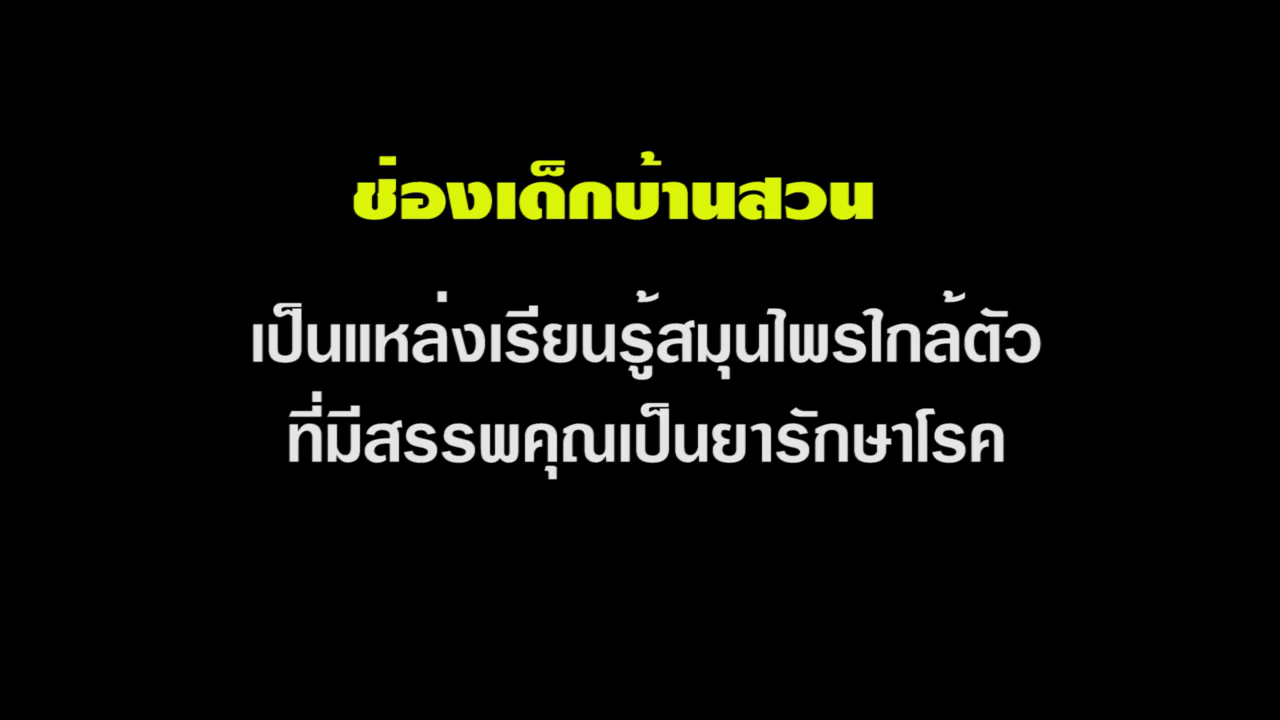 ช่องเด็กบ้านสวน
เป็นแหล่งเรียนรู้สมุนไพรใกล้ตัว
ที่มีสรรพคุณเป็นยารักษาโรค